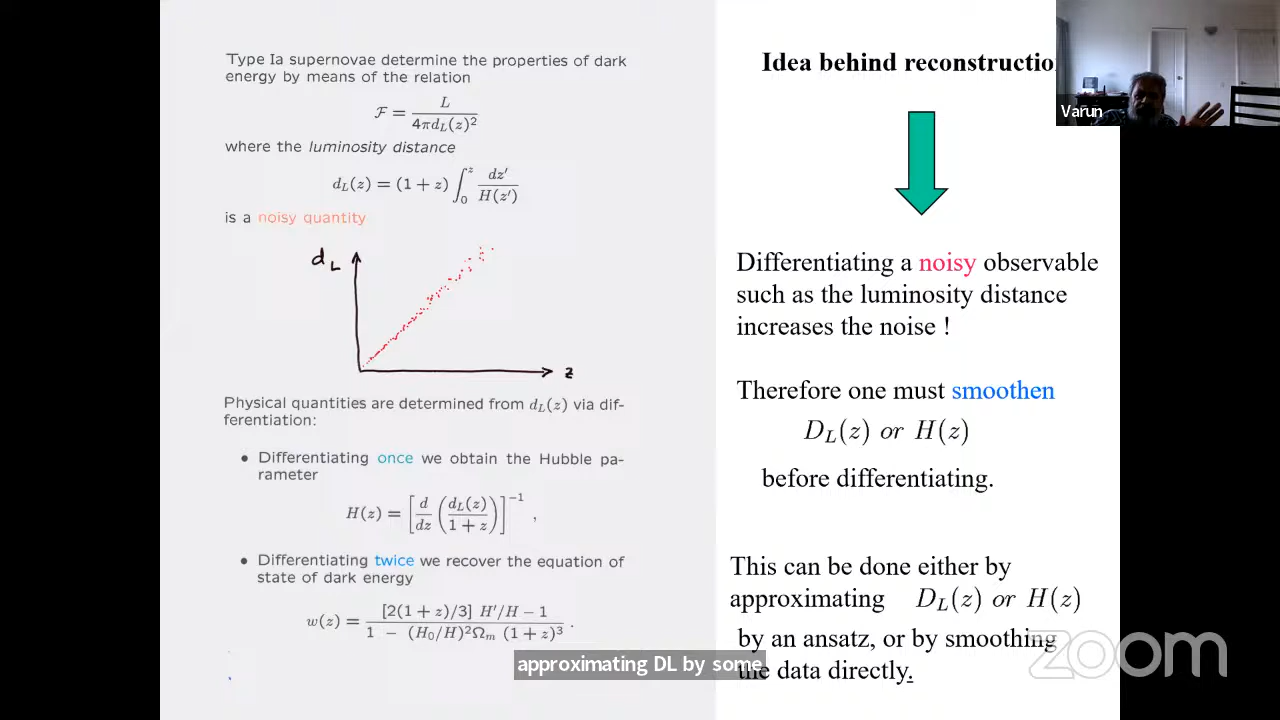 Type Ia supernovae determine the properties of dark
energy by means of the relation
F = L / 4πd_L(z)²
where the luminosity distance
d_L(z) = (1 + z) ∫₀ᶻ dz′ / H(z′)
is a noisy quantity
d_L
z
Physical quantities are determined from d_L(z) via dif-
ferentiation:
• Differentiating once we obtain the Hubble pa-
rameter
H(z) = [d/dz (d_L(z) / 1 + z)]⁻¹ ,
• Differentiating twice we recover the equation of
state of dark energy
w(z) = [2(1 + z)/3] H′/H − 1 / 1 − (H₀/H)²Ω_m (1 + z)³ .
Idea behind reconstructio
Varun
Differentiating a noisy observable
such as the luminosity distance
increases the noise !
Therefore one must smoothen
D_L(z) or H(z)
before differentiating.
This can be done either by
approximating D_L(z) or H(z)
by an ansatz, or by smoothing
the data directly.
approximating DL by some
zoom